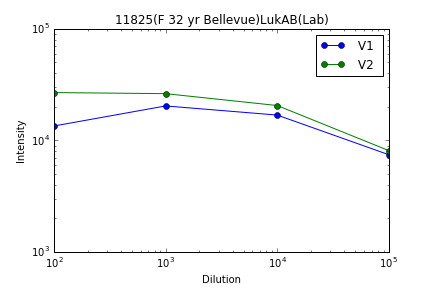 11825(F 32 yr Bellevue)LukAB(Lab)
V1
V2
Intensity
10^5
10^4
10^3
10^2 10^3 10^4 10^5
Dilution